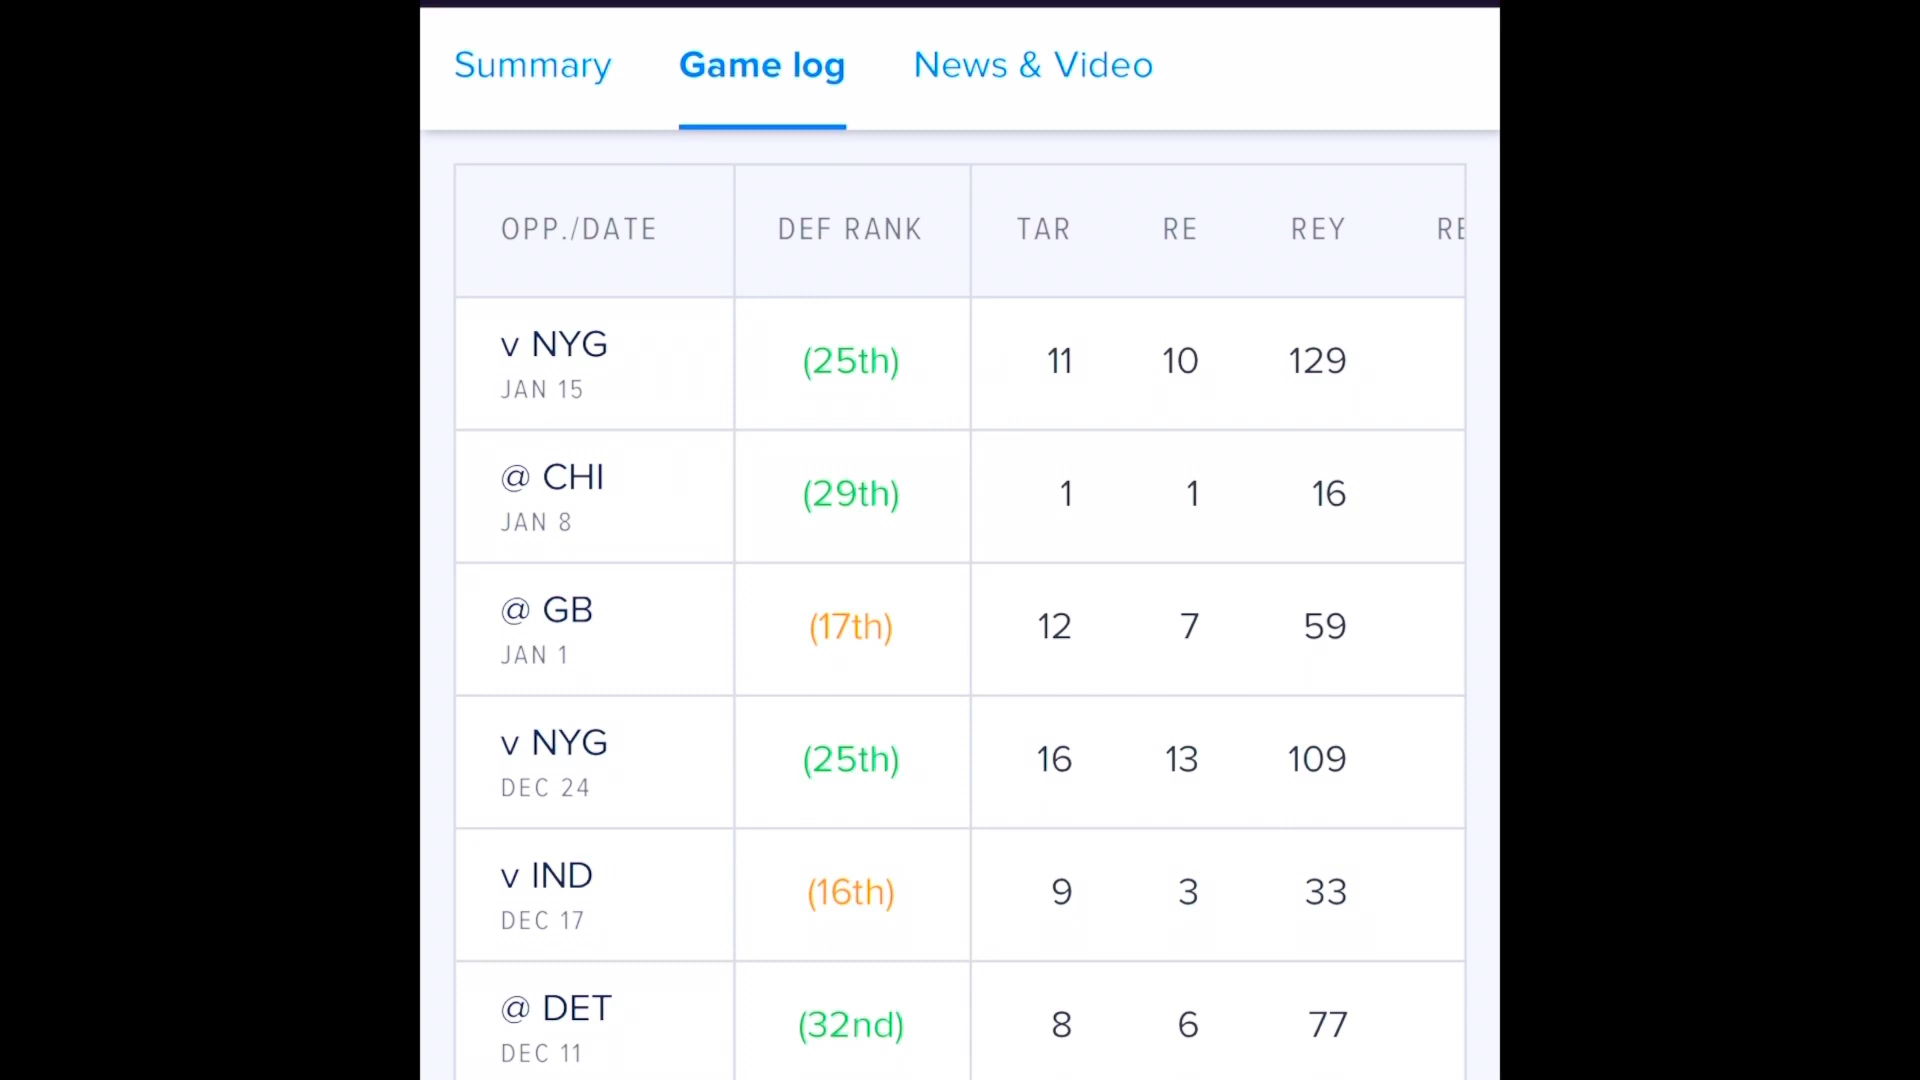 Summary Game log News & Video
OPP./DATE DEF RANK TAR RE REY RE
v NYG (25th) 11 10 129
JAN 15
@ CHI (29th) 1 1 16
JAN 8
@ GB (17th) 12 7 59
JAN 1
v NYG (25th) 16 13 109
DEC 24
v IND (16th) 9 3 33
DEC 17
@ DET (32nd) 8 6 77
DEC 11